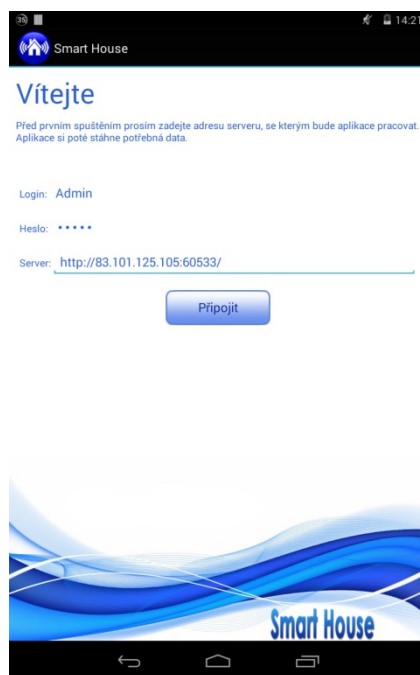 35
14:21
Smart House
Vítejte
Před prvním spuštěním prosím zadejte adresu serveru, se kterým bude aplikace pracovat.
Aplikace si poté stáhne potřebná data.
Login: Admin
Heslo: •••••
Server: http://83.101.125.105:60533/
Připojit
Smart House